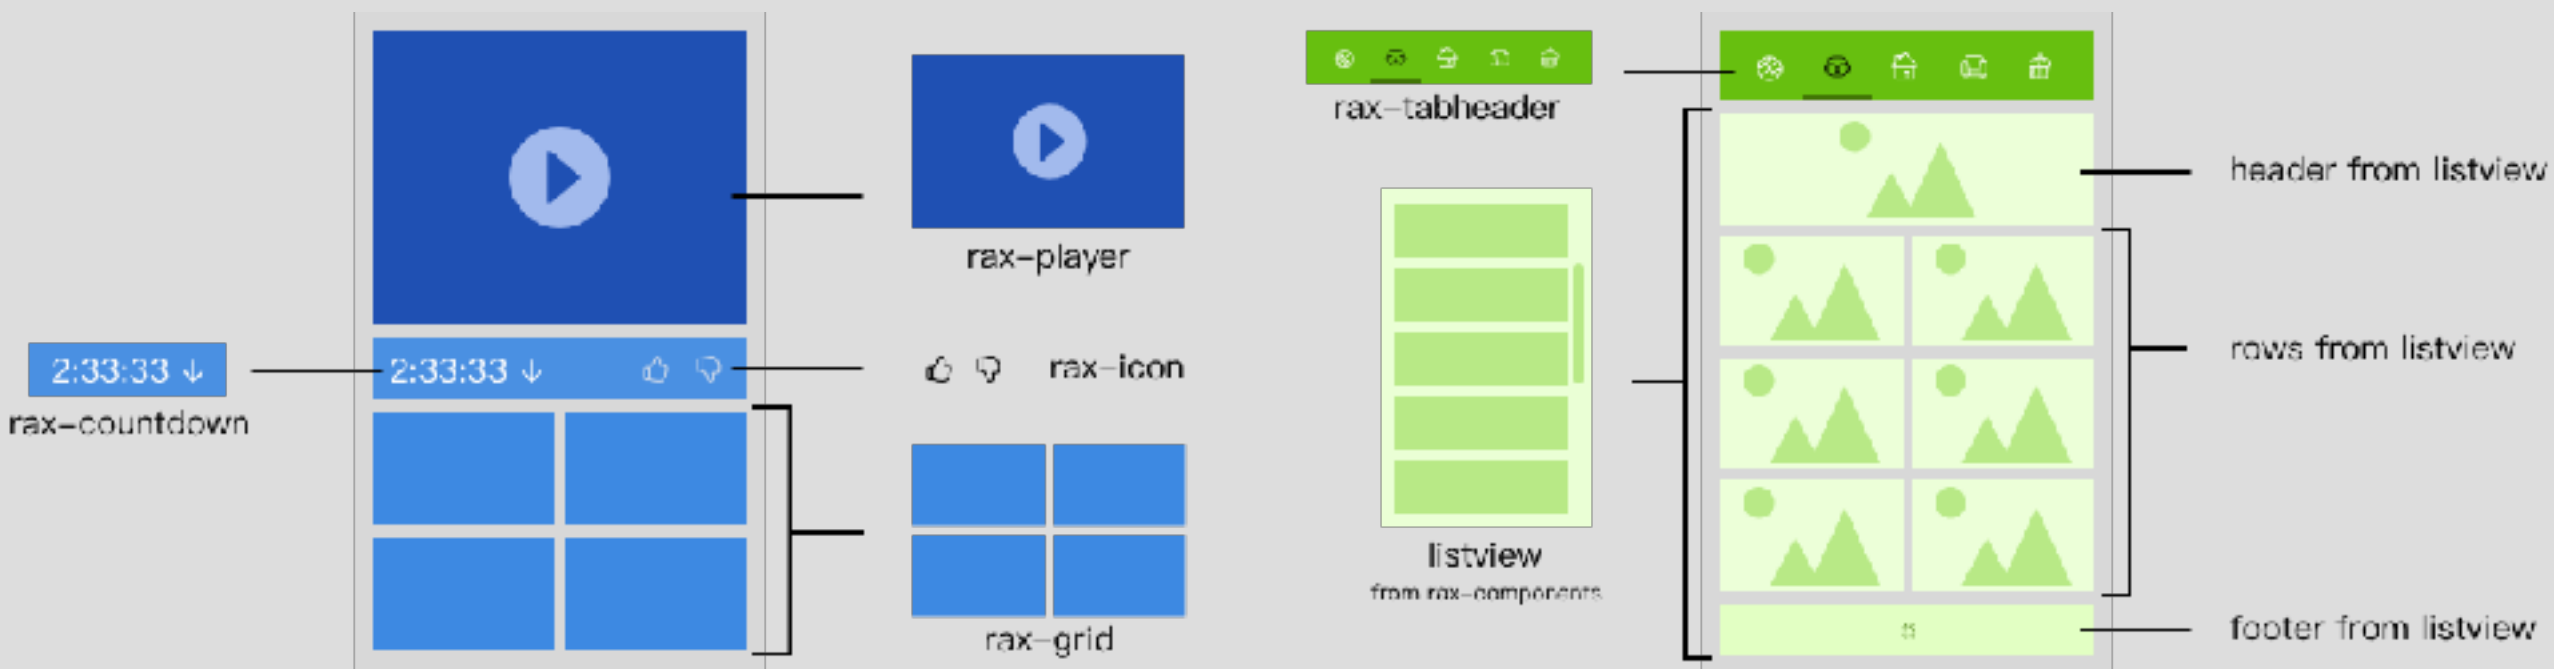 rax-player
2:33:33 ↓
2:33:33 ↓
rax-icon
rax-countdown
rax-grid
rax-tabheader
header from listview
rows from listview
listview
from rax-components
footer from listview